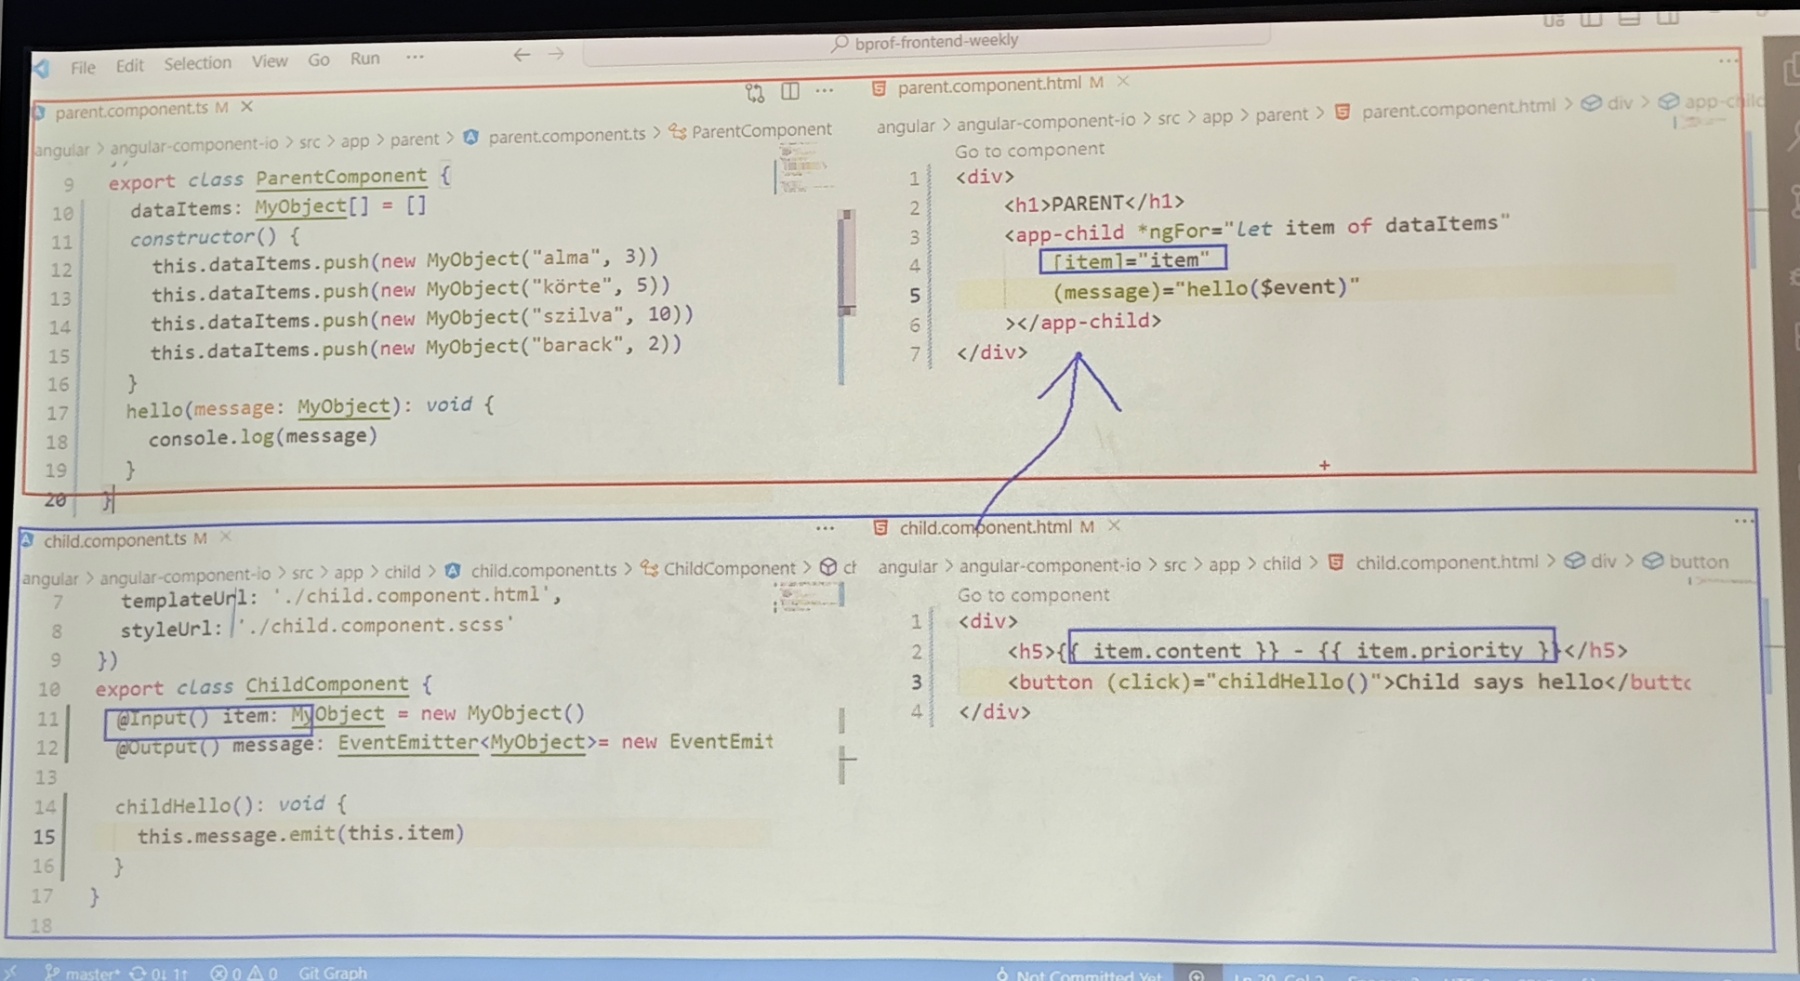 File Edit Selection View Go Run ...
bprof-frontend-weekly
parent.component.ts M
angular > angular-component-io > src > app > parent > parent.component.ts > ParentComponent
9 export class ParentComponent {
10 dataItems: MyObject[] = []
11 constructor() {
12 this.dataItems.push(new MyObject("alma", 3))
13 this.dataItems.push(new MyObject("körte", 5))
14 this.dataItems.push(new MyObject("szilva", 10))
15 this.dataItems.push(new MyObject("barack", 2))
16 }
17 hello(message: MyObject): void {
18 console.log(message)
19 }
20 }
parent.component.html M
angular > angular-component-io > src > app > parent > parent.component.html > div > app-child
Go to component
1 <div>
2 <h1>PARENT</h1>
3 <app-child *ngFor="let item of dataItems"
4 [item]="item"
5 (message)="hello($event)"
6 ></app-child>
7 </div>
child.component.ts M
angular > angular-component-io > src > app > child > child.component.ts > ChildComponent > ch
7 templateUrl: './child.component.html',
8 styleUrl: './child.component.scss'
9 })
10 export class ChildComponent {
11 @Input() item: MyObject = new MyObject()
12 @Output() message: EventEmitter<MyObject>= new EventEmit
13
14 childHello(): void {
15 this.message.emit(this.item)
16 }
17 }
18
child.component.html M
angular > angular-component-io > src > app > child > child.component.html > div > button
Go to component
1 <div>
2 <h5>{{ item.content }} - {{ item.priority }}</h5>
3 <button (click)="childHello()">Child says hello</butto
4 </div>
master* 0↓ 1↑ 0 0 Git Graph
Not Committed Yet